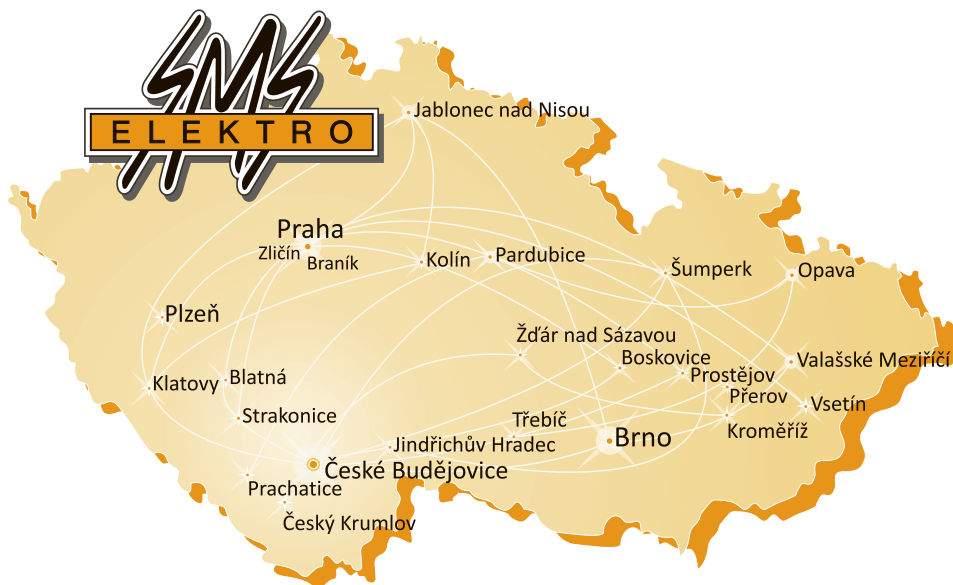 SMS
ELEKTRO
Jablonec nad Nisou
Praha
Zličín
Braník
Kolín
Pardubice
Šumperk
Opava
Plzeň
Žďár nad Sázavou
Boskovice
Valašské Meziříčí
Klatovy
Blatná
Prostějov
Přerov
Strakonice
Třebíč
Vsetín
Kroměříž
Jindřichův Hradec
Brno
České Budějovice
Prachatice
Český Krumlov